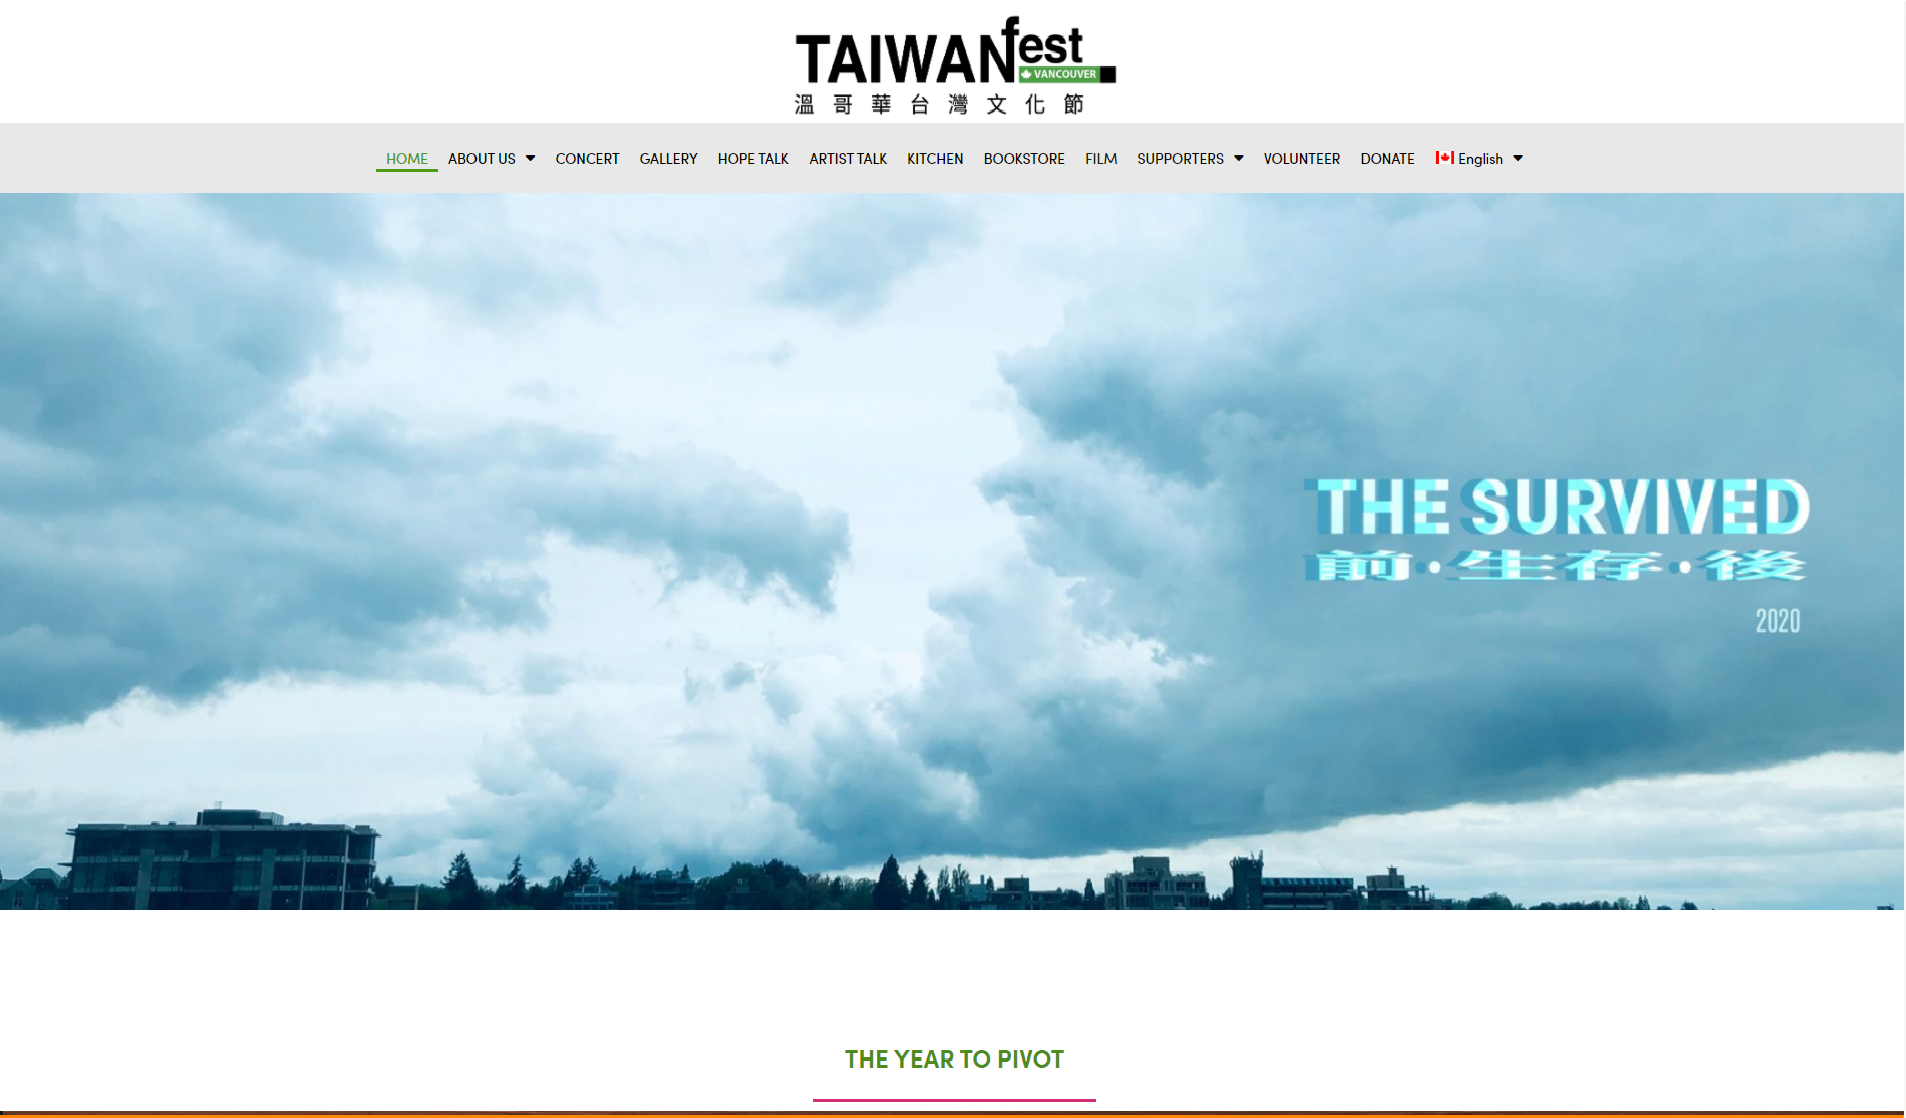 TAIWANfest
VANCOUVER
溫哥華台灣文化節
HOME ABOUT US CONCERT GALLERY HOPE TALK ARTIST TALK KITCHEN BOOKSTORE FILM SUPPORTERS VOLUNTEER DONATE English
THE SURVIVED
前·生存·後
2020
THE YEAR TO PIVOT